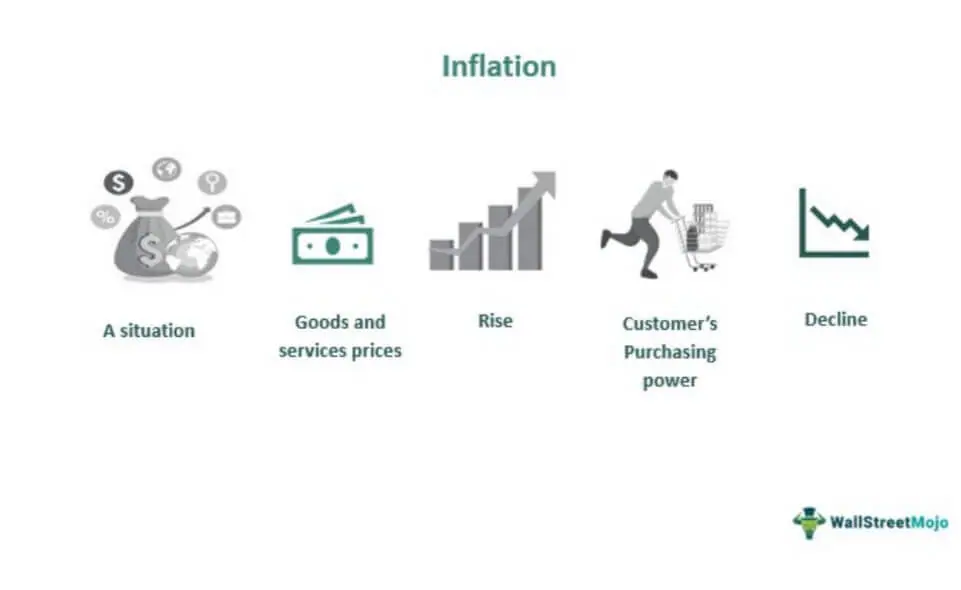 Inflation
A situation
Goods and
services prices
Rise
Customer's
Purchasing
power
Decline
WallStreetMojo
$
%
$